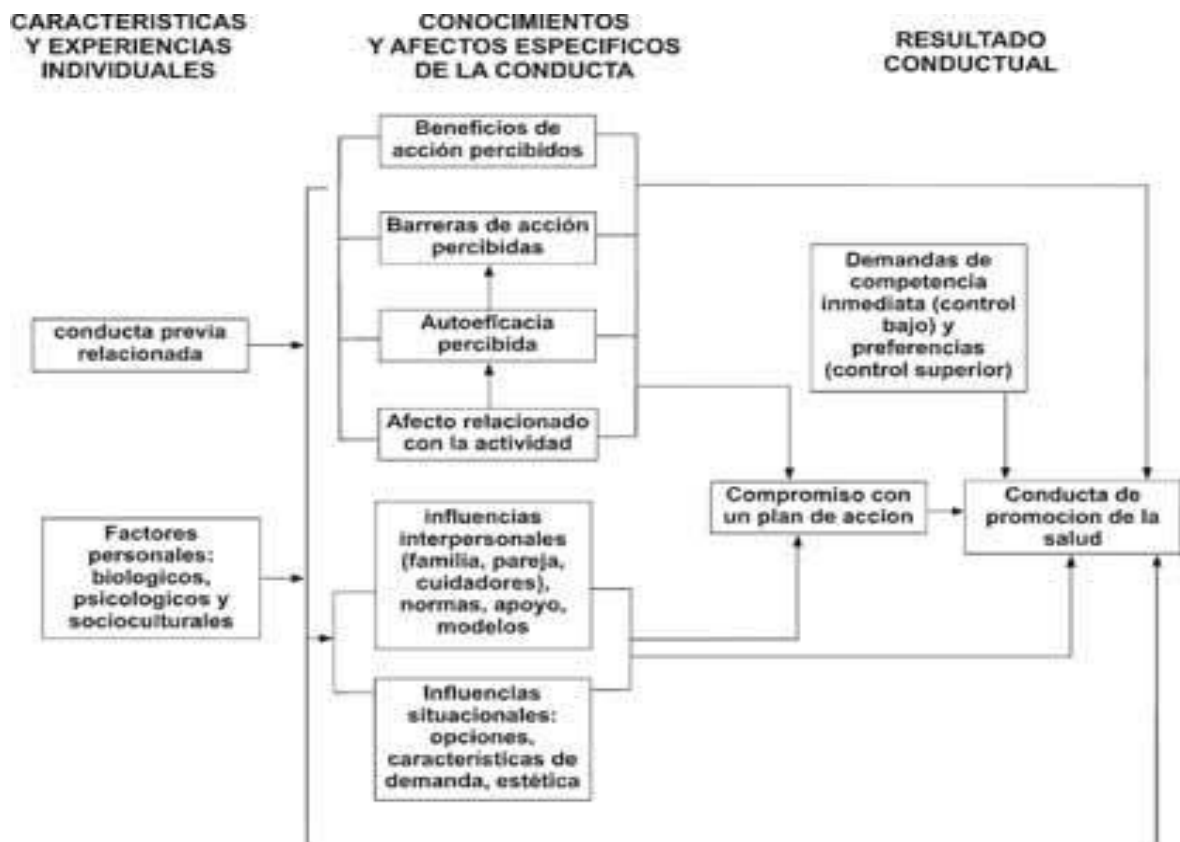 CARACTERÍSTICAS
Y EXPERIENCIAS
INDIVIDUALES
CONOCIMIENTOS
Y AFECTOS ESPECIFICOS
DE LA CONDUCTA
RESULTADO
CONDUCTUAL
Beneficios de
acción percibidos
Barreras de acción
percibidas
Autoeficacia
percibida
Afecto relacionado
con la actividad
conducta previa
relacionada
Factores
personales:
biologicos,
psicologicos y
socioculturales
influencias
interpersonales
(familia, pareja,
cuidadores),
normas, apoyo,
modelos
Influencias
situacionales:
opciones,
características de
demanda, estética
Demandas de
competencia
inmediata (control
bajo) y
preferencias
(control superior)
Compromiso con
un plan de accion
Conducta de
promocion de la
salud